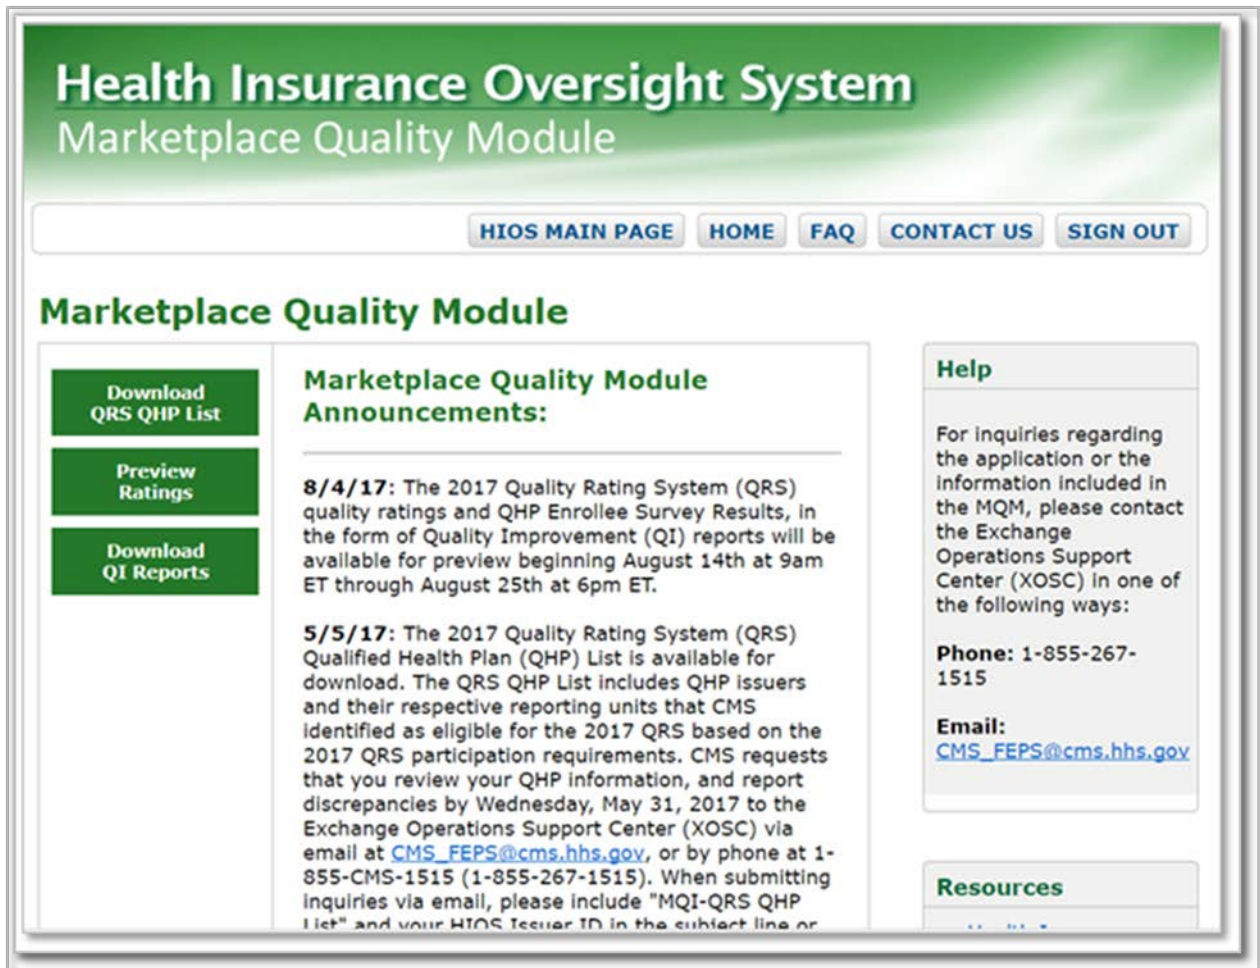 Health Insurance Oversight System
Marketplace Quality Module
HIOS MAIN PAGE
HOME
FAQ
CONTACT US
SIGN OUT
Marketplace Quality Module
Download
QRS QHP List
Preview
Ratings
Download
QI Reports
Marketplace Quality Module
Announcements:
8/4/17: The 2017 Quality Rating System (QRS)
quality ratings and QHP Enrollee Survey Results, in
the form of Quality Improvement (QI) reports will be
available for preview beginning August 14th at 9am
ET through August 25th at 6pm ET.
5/5/17: The 2017 Quality Rating System (QRS)
Qualified Health Plan (QHP) List is available for
download. The QRS QHP List includes QHP issuers
and their respective reporting units that CMS
identified as eligible for the 2017 QRS based on the
2017 QRS participation requirements. CMS requests
that you review your QHP information, and report
discrepancies by Wednesday, May 31, 2017 to the
Exchange Operations Support Center (XOSC) via
email at CMS_FEPS@cms.hhs.gov, or by phone at 1-
855-CMS-1515 (1-855-267-1515). When submitting
inquiries via email, please include "MQI-QRS QHP
List" and your HIOS Issuer ID in the subject line or
Help
For inquiries regarding
the application or the
information included in
the MQM, please contact
the Exchange
Operations Support
Center (XOSC) in one of
the following ways:
Phone: 1-855-267-
1515
Email:
CMS_FEPS@cms.hhs.gov
Resources